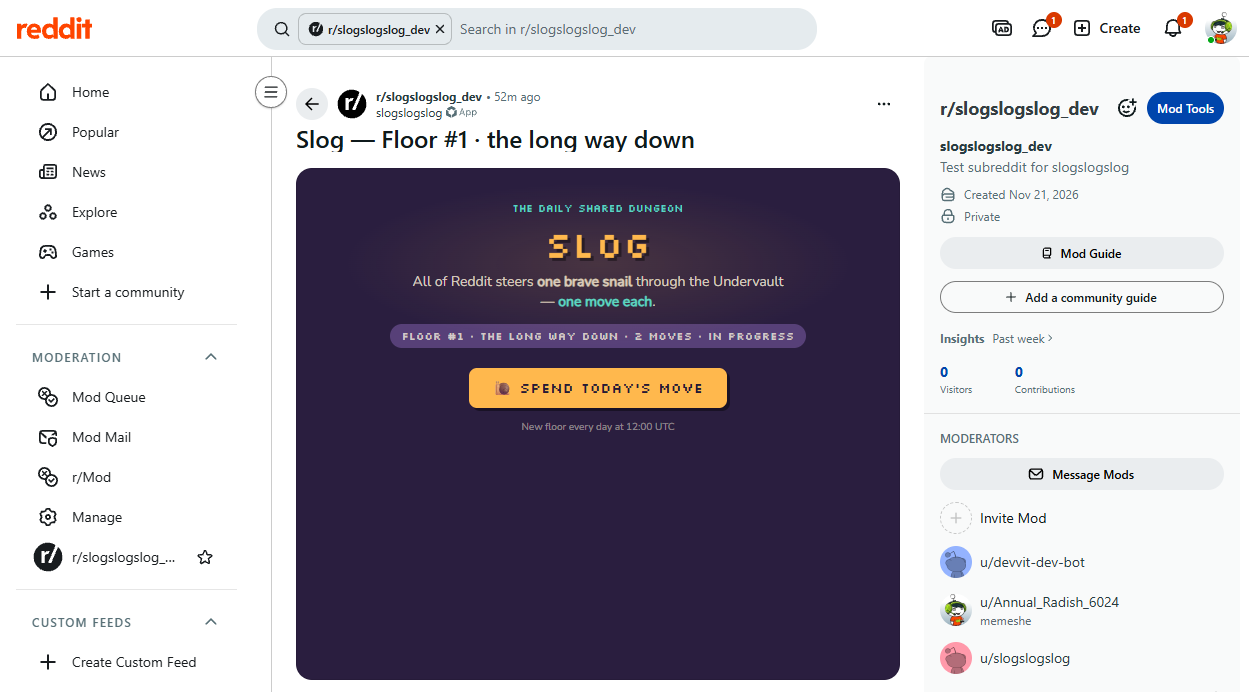 reddit
r/slogslogslog_dev
Search in r/slogslogslog_dev
AD
1
Create
1
Home
Popular
News
Explore
Games
Start a community
MODERATION
Mod Queue
Mod Mail
r/Mod
Manage
r/slogslogslog_...
CUSTOM FEEDS
Create Custom Feed
r/slogslogslog_dev • 52m ago
slogslogslog App
Slog — Floor #1 · the long way down
THE DAILY SHARED DUNGEON
SLOG
All of Reddit steers one brave snail through the Undervault
— one move each.
FLOOR #1 · THE LONG WAY DOWN · 2 MOVES · IN PROGRESS
SPEND TODAY'S MOVE
New floor every day at 12:00 UTC
r/slogslogslog_dev
Mod Tools
slogslogslog_dev
Test subreddit for slogslogslog
Created Nov 21, 2026
Private
Mod Guide
Add a community guide
Insights Past week
0 0
Visitors Contributions
MODERATORS
Message Mods
Invite Mod
u/devvit-dev-bot
u/Annual_Radish_6024
memeshe
u/slogslogslog